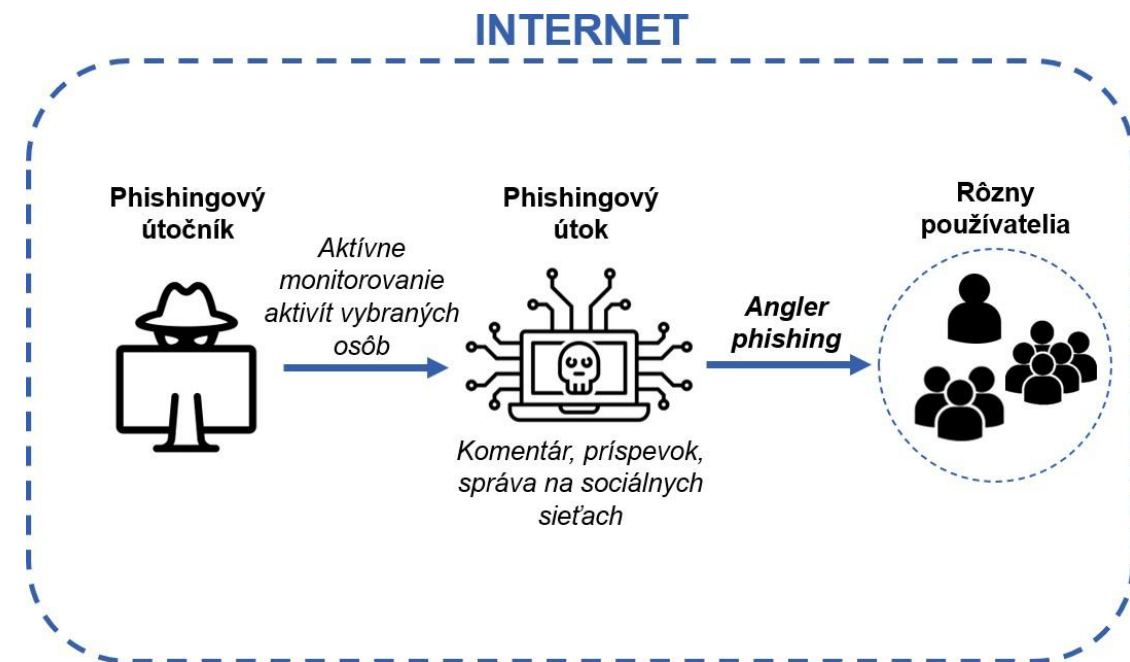 INTERNET
Phishingový
útočník
Aktívne
monitorovanie
aktivít vybraných
osôb
Phishingový
útok
Komentár, príspevok,
správa na sociálnych
sieťach
Angler
phishing
Rôzny
používatelia